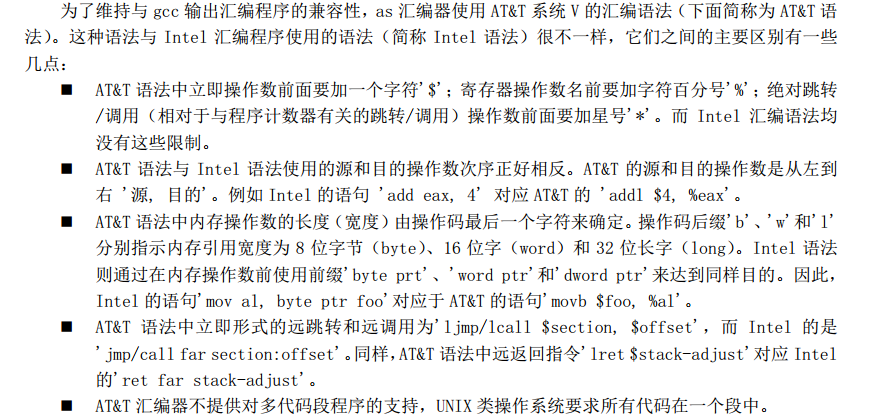 为了维持与 gcc 输出汇编程序的兼容性，as 汇编器使用 AT&T 系统 V 的汇编语法（下面简称为 AT&T 语
法）。这种语法与 Intel 汇编程序使用的语法（简称 Intel 语法）很不一样，它们之间的主要区别有一些
几点：
■ AT&T 语法中立即操作数前面要加一个字符'$'；寄存器操作数名前要加字符百分号'%'；绝对跳转
/调用（相对于与程序计数器有关的跳转/调用）操作数前面要加星号'*'。而 Intel 汇编语法均
没有这些限制。
■ AT&T 语法与 Intel 语法使用的源和目的操作数次序正好相反。AT&T 的源和目的操作数是从左到
右 '源, 目的'。例如 Intel 的语句 'add eax, 4' 对应 AT&T 的 'addl $4, %eax'。
■ AT&T 语法中内存操作数的长度（宽度）由操作码最后一个字符来确定。操作码后缀'b'、'w'和'l'
分别指示内存引用宽度为 8 位字节（byte）、16 位字（word）和 32 位长字（long）。Intel 语法
则通过在内存操作数前使用前缀'byte prt'、'word ptr'和'dword ptr'来达到同样目的。因此，
Intel 的语句'mov al, byte ptr foo'对应于 AT&T 的语句'movb $foo, %al'。
■ AT&T 语法中立即形式的远跳转和远调用为'ljmp/lcall $section, $offset'，而 Intel 的是
'jmp/call far section:offset'。同样，AT&T 语法中远返回指令'lret $stack-adjust'对应 Intel
的'ret far stack-adjust'。
■ AT&T 汇编器不提供对多代码段程序的支持，UNIX 类操作系统要求所有代码在一个段中。